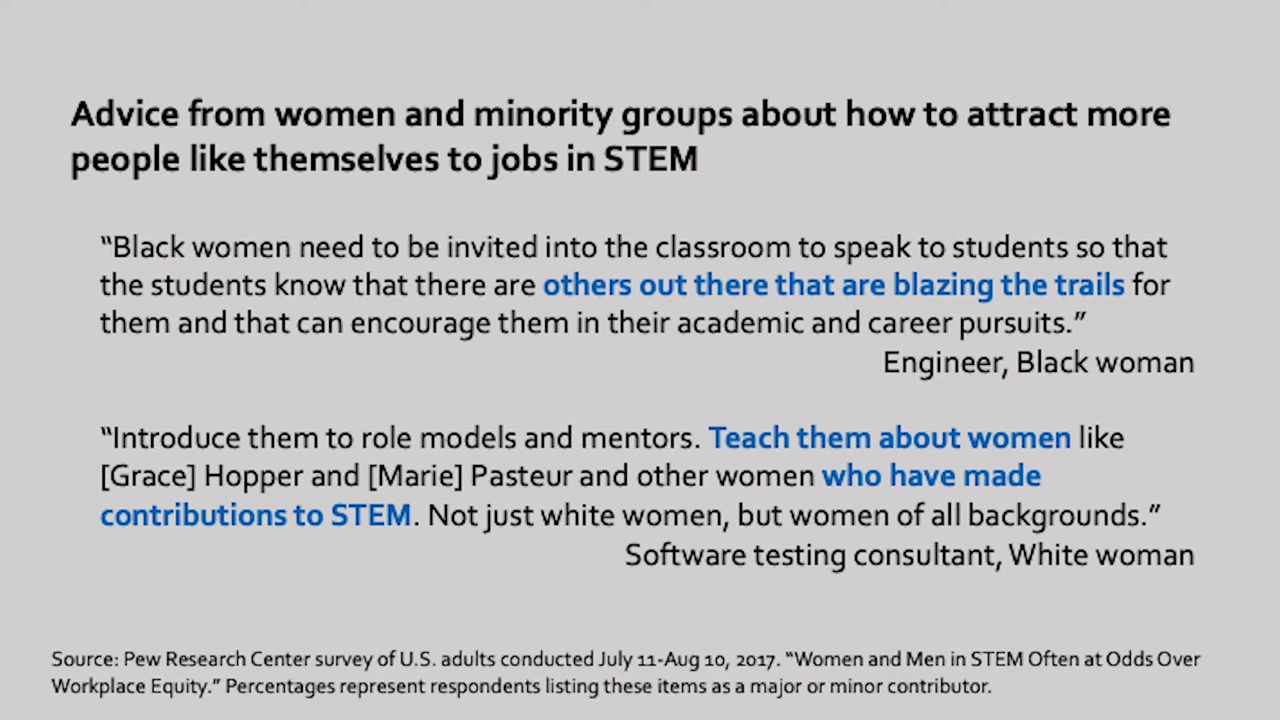 Advice from women and minority groups about how to attract more
people like themselves to jobs in STEM
“Black women need to be invited into the classroom to speak to students so that
the students know that there are others out there that are blazing the trails for
them and that can encourage them in their academic and career pursuits.”
Engineer, Black woman
“Introduce them to role models and mentors. Teach them about women like
[Grace] Hopper and [Marie] Pasteur and other women who have made
contributions to STEM. Not just white women, but women of all backgrounds.”
Software testing consultant, White woman
Source: Pew Research Center survey of U.S. adults conducted July 11-Aug 10, 2017. “Women and Men in STEM Often at Odds Over
Workplace Equity.” Percentages represent respondents listing these items as a major or minor contributor.